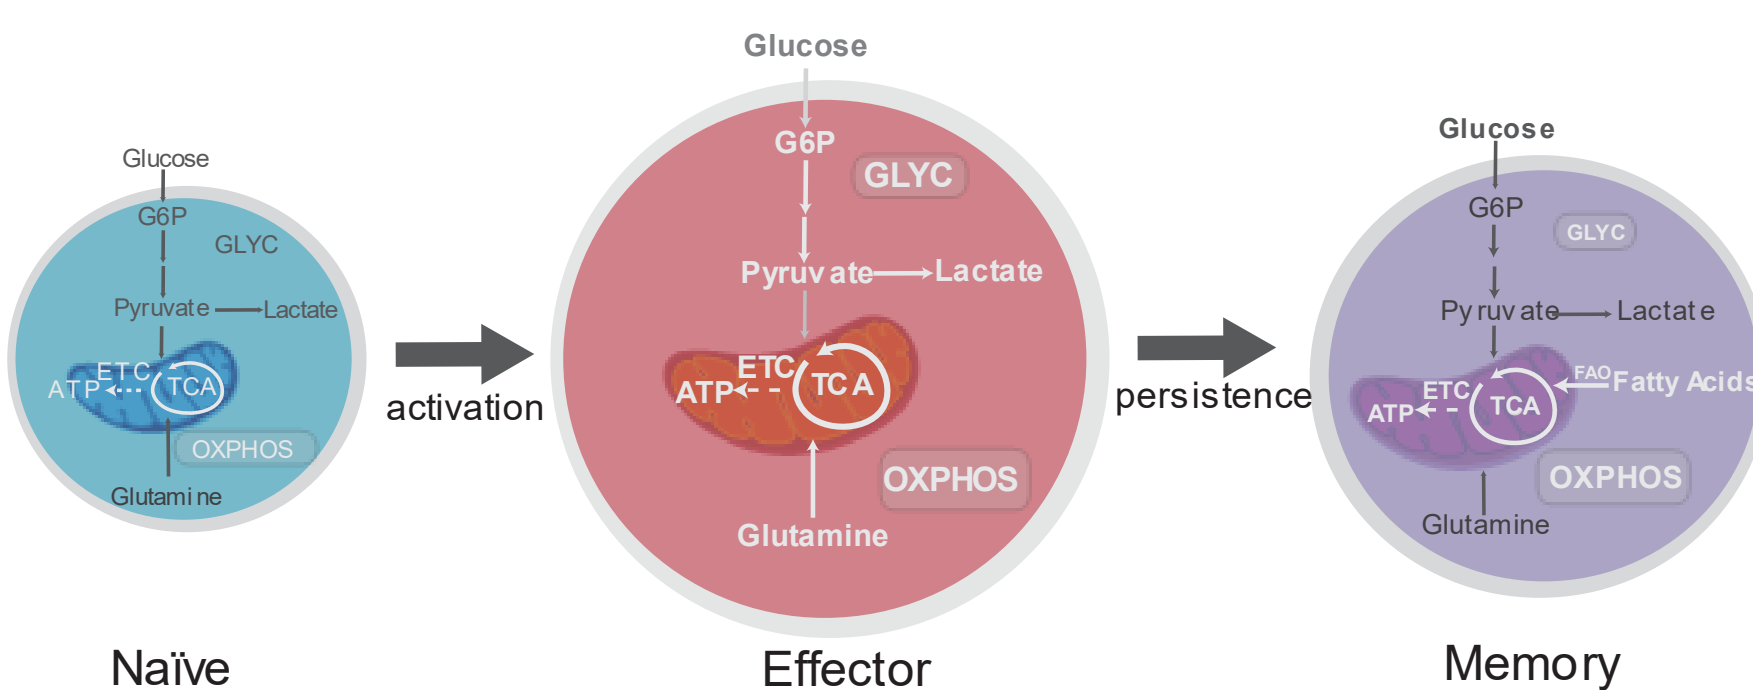 Glucose
G6P
GLYC
Pyruvate
Lactate
ETC
ATP
TCA
OXPHOS
Glutamine
Naïve
activation
Glucose
G6P
GLYC
Pyruvate
Lactate
ETC
ATP
TCA
OXPHOS
Glutamine
Effector
persistence
Glucose
G6P
GLYC
Pyruvate
Lactate
FAO
Fatty Acids
ETC
ATP
TCA
OXPHOS
Glutamine
Memory